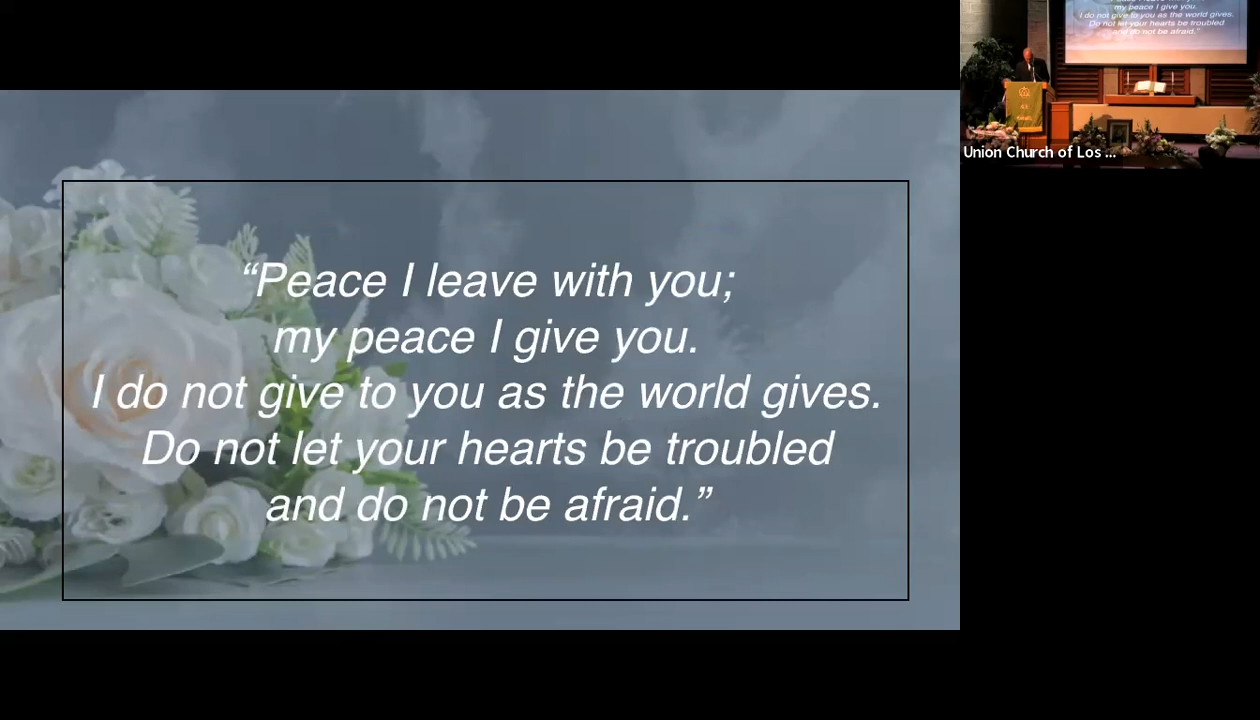 “Peace I leave with you;
my peace I give you.
I do not give to you as the world gives.
Do not let your hearts be troubled
and do not be afraid.”
my peace I give you.
I do not give to you as the world gives.
Do not let your hearts be troubled
and do not be afraid.”
Union Church of Los ...